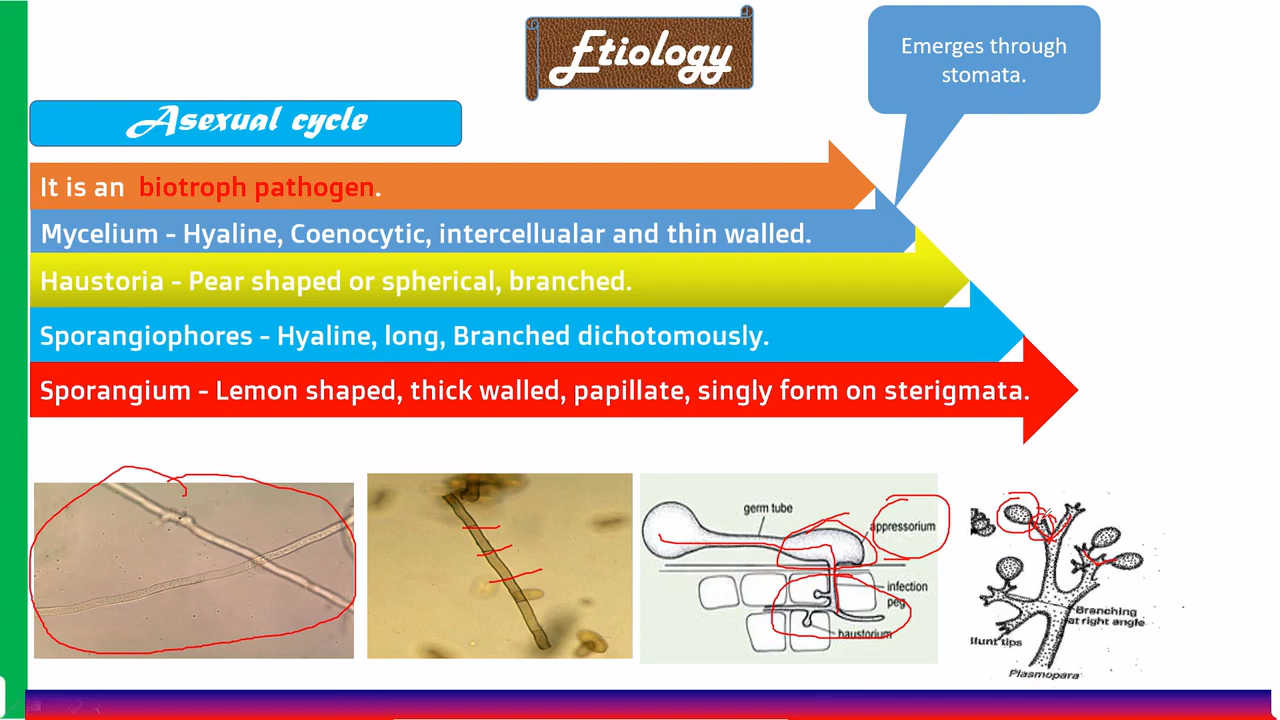 Etiology
Emerges through
stomata.
Asexual cycle
It is an biotroph pathogen.
Mycelium - Hyaline, Coenocytic, intercellualar and thin walled.
Haustoria - Pear shaped or spherical, branched.
Sporangiophores - Hyaline, long, Branched dichotomously.
Sporangium - Lemon shaped, thick walled, papillate, singly form on sterigmata.
germ tube
appressorium
infection
peg
haustorium
Branching
at right angle
Blunt tips
Plasmopara